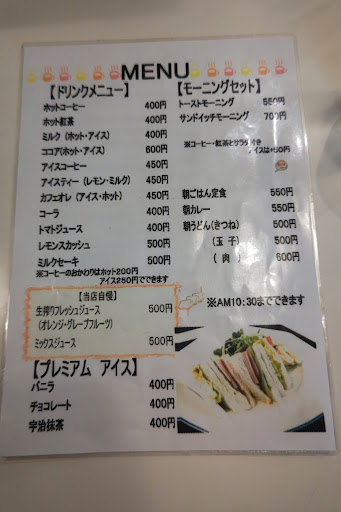 MENU
【ドリンクメニュー】
ホットコーヒー 400円
ホット紅茶 400円
ミルク(ホット・アイス) 400円
ココア(ホット・アイス) 600円
アイスコーヒー 450円
アイスティー(レモン・ミルク) 450円
カフェオレ(アイス・ホット) 450円
コーラ 400円
トマトジュース 400円
レモンスカッシュ 500円
ミルクセーキ 500円
※コーヒーのおかわりはホット200円
アイス250円でできます
【当店自慢】
生搾りフレッシュジュース 500円
(オレンジ・グレープフルーツ)
ミックスジュース 500円
【プレミアム アイス】
バニラ 400円
チョコレート 400円
宇治抹茶 400円
【モーニングセット】
トーストモーニング 550円
サンドイッチモーニング 700円
※コーヒー・紅茶とサラダ付き
アイスは+50円
朝ごはん定食 550円
朝カレー 550円
朝うどん(きつね) 500円
(玉子) 500円
(肉) 500円
※AM10:30までできます